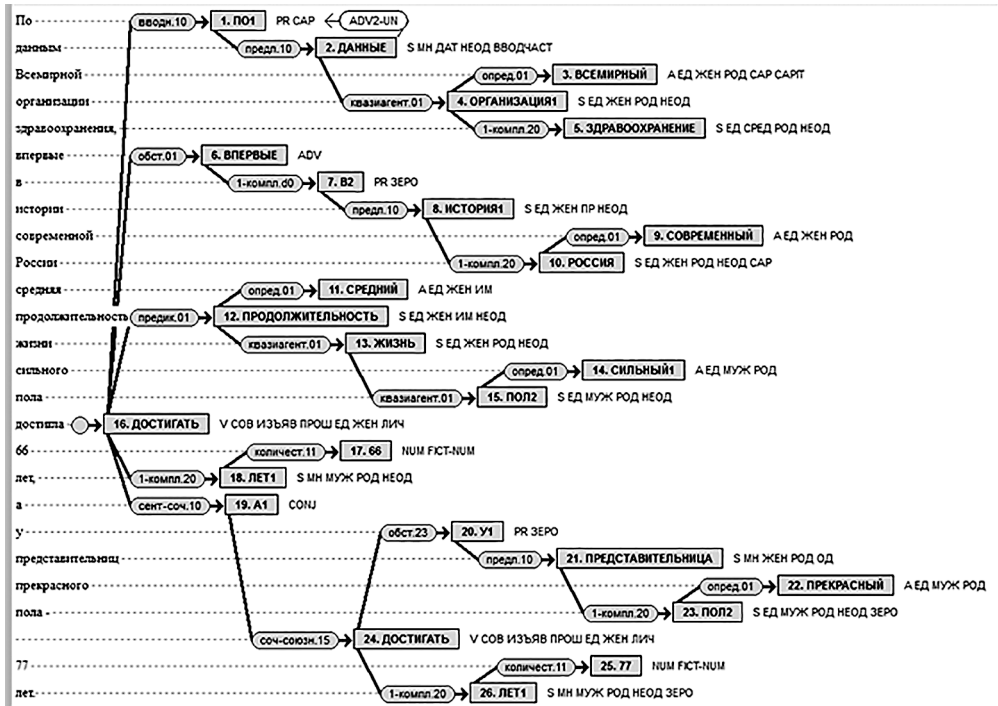 По вводн.10 1. ПО1 PR CAP ADV2-UN
данным предл.10 2. ДАННЫЕ S МН ДАТ НЕОД ВВОДЧАСТ
Всемирной опред.01 3. ВСЕМИРНЫЙ A ЕД ЖЕН РОД CAP CAPIT
организации квазиагент.01 4. ОРГАНИЗАЦИЯ1 S ЕД ЖЕН РОД НЕОД
здравоохранения, 1-компл.20 5. ЗДРАВООХРАНЕНИЕ S ЕД СРЕД РОД НЕОД
впервые обст.01 6. ВПЕРВЫЕ ADV
в 1-компл.d0 7. В2 PR ЗЕРО
истории предл.10 8. ИСТОРИЯ1 S ЕД ЖЕН ПР НЕОД
современной опред.01 9. СОВРЕМЕННЫЙ A ЕД ЖЕН РОД
России 1-компл.20 10. РОССИЯ S ЕД ЖЕН РОД НЕОД CAP
средняя опред.01 11. СРЕДНИЙ A ЕД ЖЕН ИМ
продолжительность предик.01 12. ПРОДОЛЖИТЕЛЬНОСТЬ S ЕД ЖЕН ИМ НЕОД
жизни квазиагент.01 13. ЖИЗНЬ S ЕД ЖЕН РОД НЕОД
сильного опред.01 14. СИЛЬНЫЙ1 A ЕД МУЖ РОД
пола квазиагент.01 15. ПОЛ2 S ЕД МУЖ РОД НЕОД
достигла 16. ДОСТИГАТЬ V СОВ ИЗЪЯВ ПРОШ ЕД ЖЕН ЛИЧ
66 количест.11 17. 66 NUM FICT-NUM
лет, 1-компл.20 18. ЛЕТ1 S МН МУЖ РОД НЕОД
а сент-соч.10 19. А1 CONJ
у обст.23 20. У1 PR ЗЕРО
представительниц предл.10 21. ПРЕДСТАВИТЕЛЬНИЦА S МН ЖЕН РОД ОД
прекрасного опред.01 22. ПРЕКРАСНЫЙ A ЕД МУЖ РОД
пола - 1-компл.20 23. ПОЛ2 S ЕД МУЖ РОД НЕОД ЗЕРО
соч-союзн.15 24. ДОСТИГАТЬ V СОВ ИЗЪЯВ ПРОШ ЕД ЖЕН ЛИЧ
77 количест.11 25. 77 NUM FICT-NUM
лет. 1-компл.20 26. ЛЕТ1 S МН МУЖ РОД НЕОД ЗЕРО